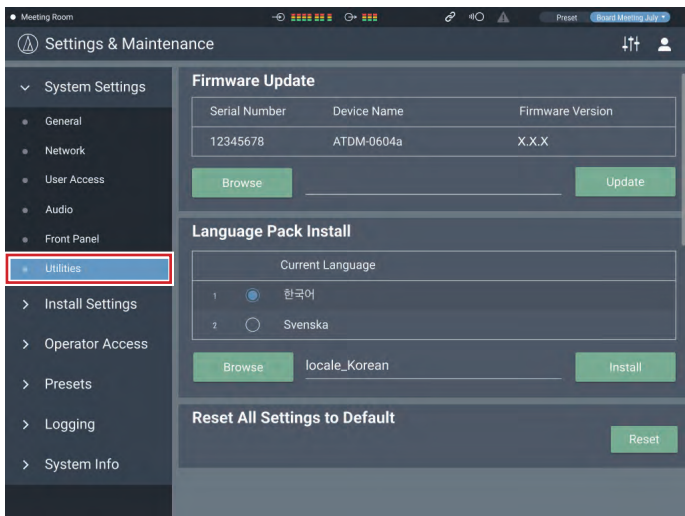 Meeting Room
Preset
Board Meeting July
Settings & Maintenance
System Settings
General
Network
User Access
Audio
Front Panel
Utilities
Install Settings
Operator Access
Presets
Logging
System Info
Firmware Update
Serial Number Device Name Firmware Version
12345678 ATDM-0604a X.X.X
Browse
Update
Language Pack Install
Current Language
1 한국어
2 Svenska
Browse locale_Korean Install
Reset All Settings to Default
Reset